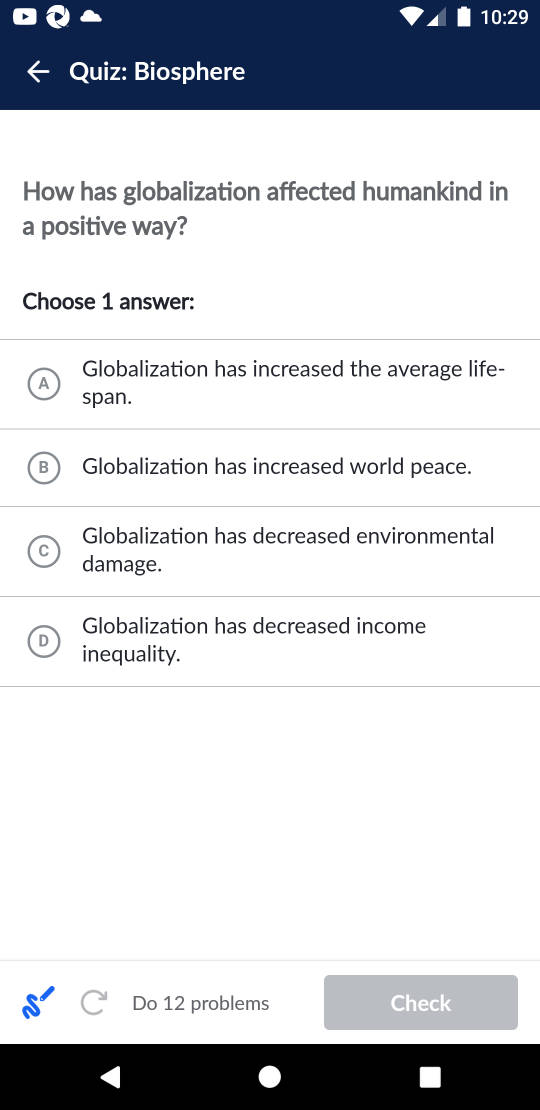 10:29
Quiz: Biosphere
How has globalization affected humankind in
a positive way?
Choose 1 answer:
A
Globalization has increased the average life-
span.
B
Globalization has increased world peace.
C
Globalization has decreased environmental
damage.
D
Globalization has decreased income
inequality.
Do 12 problems
Check